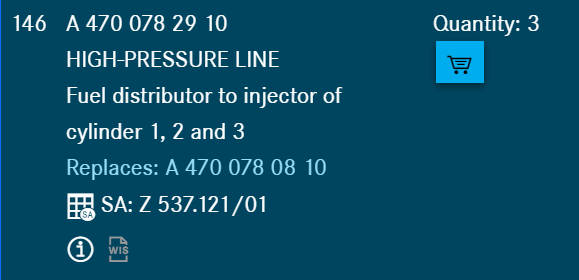 146 A 470 078 29 10 Quantity: 3
HIGH-PRESSURE LINE
Fuel distributor to injector of
cylinder 1, 2 and 3
Replaces: A 470 078 08 10
SA SA: Z 537.121/01
i WIS